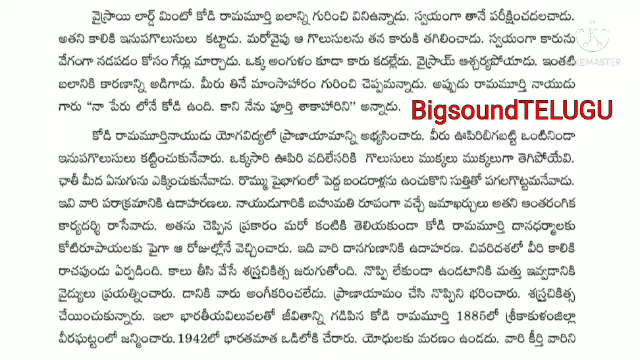 వైస్రాయి లార్డ్ మింటో కోడి రామమూర్తి బలాన్ని గురించి వినిఉన్నాడు. స్వయంగా తానే పరీక్షించదలచాడు.
అతని కాలికి ఇనుపగొలుసులు కట్టాడు. మరోవైపు ఆ గొలుసులను తన కారుకి తగిలించాడు. స్వయంగా కారును
వేగంగా నడపడం కోసం గేర్లు మార్చాడు. ఒక్క అంగుళం కూడా కారు కదల్లేదు. వైస్రాయ్ ఆశ్చర్యపోయాడు. ఇంతటి
బలానికి కారణాన్ని అడిగాడు. మీరు తినే మాంసాహారం గురించి చెప్పమన్నాడు. అప్పుడు రామమూర్తి నాయుడు
గారు “నా పేరు లోనే కోడి ఉంది. కాని నేను పూర్తి శాకాహారిని” అన్నాడు.
BigsoundTELUGU
కోడి రామమూర్తినాయుడు యోగవిద్యలో ప్రాణాయామాన్ని అభ్యసించారు. వీరు ఊపిరిబిగబట్టి ఒంటినిండా
ఇనుపగొలుసులు కట్టించుకునేవారు. ఒక్కసారి ఊపిరి వదిలేసరికి గొలుసులు ముక్కలు ముక్కలుగా తెగిపోయేవి.
ఛాతీ మీద ఏనుగును ఎక్కించుకునేవాడు. రొమ్ము పైభాగంలో పెద్ద బండరాళ్లను ఉంచుకొని సుత్తితో పగలగొట్టమనేవాడు.
ఇవి వారి పరాక్రమానికి ఉదాహరణలు. నాయుడుగారికి బహుమతి రూపంగా వచ్చే జమాఖర్చులు అతని ఆంతరంగిక
కార్యదర్శి రాసేవాడు. అతను చెప్పిన ప్రకారం మరో కంటికి తెలియకుండా కోడి రామమూర్తి దానధర్మాలకు
కోటిరూపాయలకు పైగా ఆ రోజుల్లోనే వెచ్చించారు. ఇది వారి దానగుణానికి ఉదాహరణ. చివరిదశలో వీరి కాలికి
రాచపుండు ఏర్పడింది. కాలు తీసి వేసే శస్త్రచికిత్స జరుగుతోంది. నొప్పి లేకుండా ఉండటానికి మత్తు ఇవ్వడానికి
వైద్యులు ప్రయత్నించారు. దానికి వారు అంగీకరించలేదు. ప్రాణాయామం చేసి నొప్పిని భరించారు. శస్త్రచికిత్స
చేయించుకున్నారు. ఇలా భారతీయవిలువలతో జీవితాన్ని గడిపిన కోడి రామమూర్తి 1885లో శ్రీకాకుళంజిల్లా
వీరఘట్టంలో జన్మించారు. 1942లో భారతమాత ఒడిలోకి చేరారు. యోధులకు మరణం ఉండదు. వారి కీర్తి వారిని